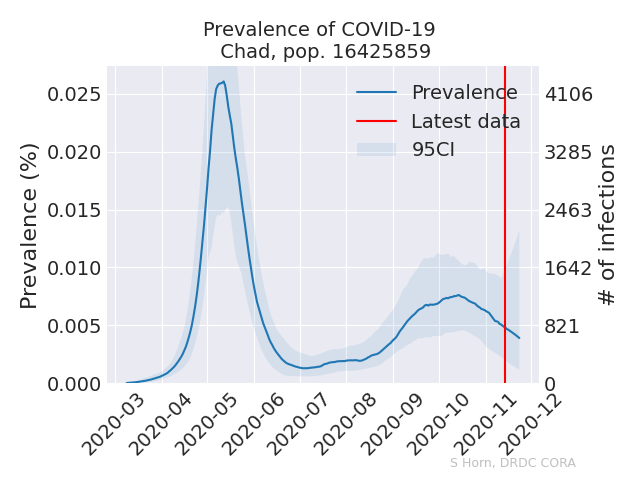 Prevalence of COVID-19
Chad, pop. 16425859
Prevalence
Latest data
95CI
Prevalence (%)
0.025
0.020
0.015
0.010
0.005
0.000
4106
3285
2463
1642
821
0
# of infections
2020-03
2020-04
2020-05
2020-06
2020-07
2020-08
2020-09
2020-10
2020-11
2020-12
S Horn, DRDC CORA